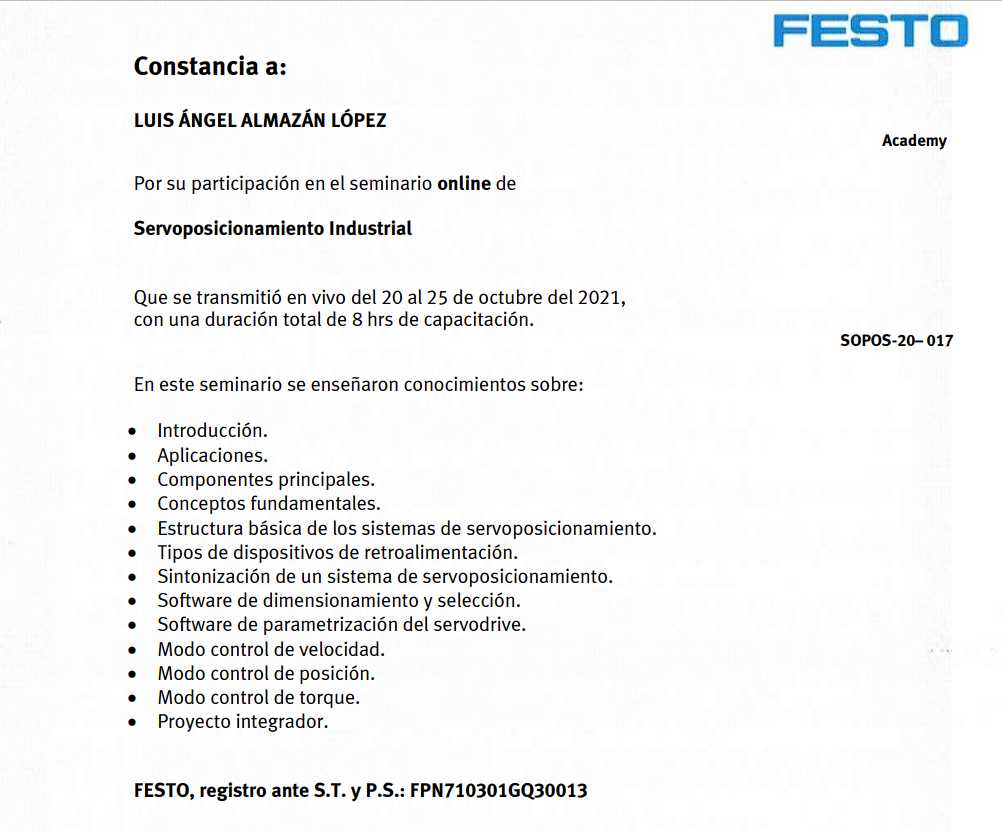 FESTO
Constancia a:
LUIS ÁNGEL ALMAZÁN LÓPEZ
Academy
Por su participación en el seminario online de
Servoposicionamiento Industrial
Que se transmitió en vivo del 20 al 25 de octubre del 2021,
con una duración total de 8 hrs de capacitación.
SOPOS-20– 017
En este seminario se enseñaron conocimientos sobre:
• Introducción.
• Aplicaciones.
• Componentes principales.
• Conceptos fundamentales.
• Estructura básica de los sistemas de servoposicionamiento.
• Tipos de dispositivos de retroalimentación.
• Sintonización de un sistema de servoposicionamiento.
• Software de dimensionamiento y selección.
• Software de parametrización del servodrive.
• Modo control de velocidad.
• Modo control de posición.
• Modo control de torque.
• Proyecto integrador.
FESTO, registro ante S.T. y P.S.: FPN710301GQ30013